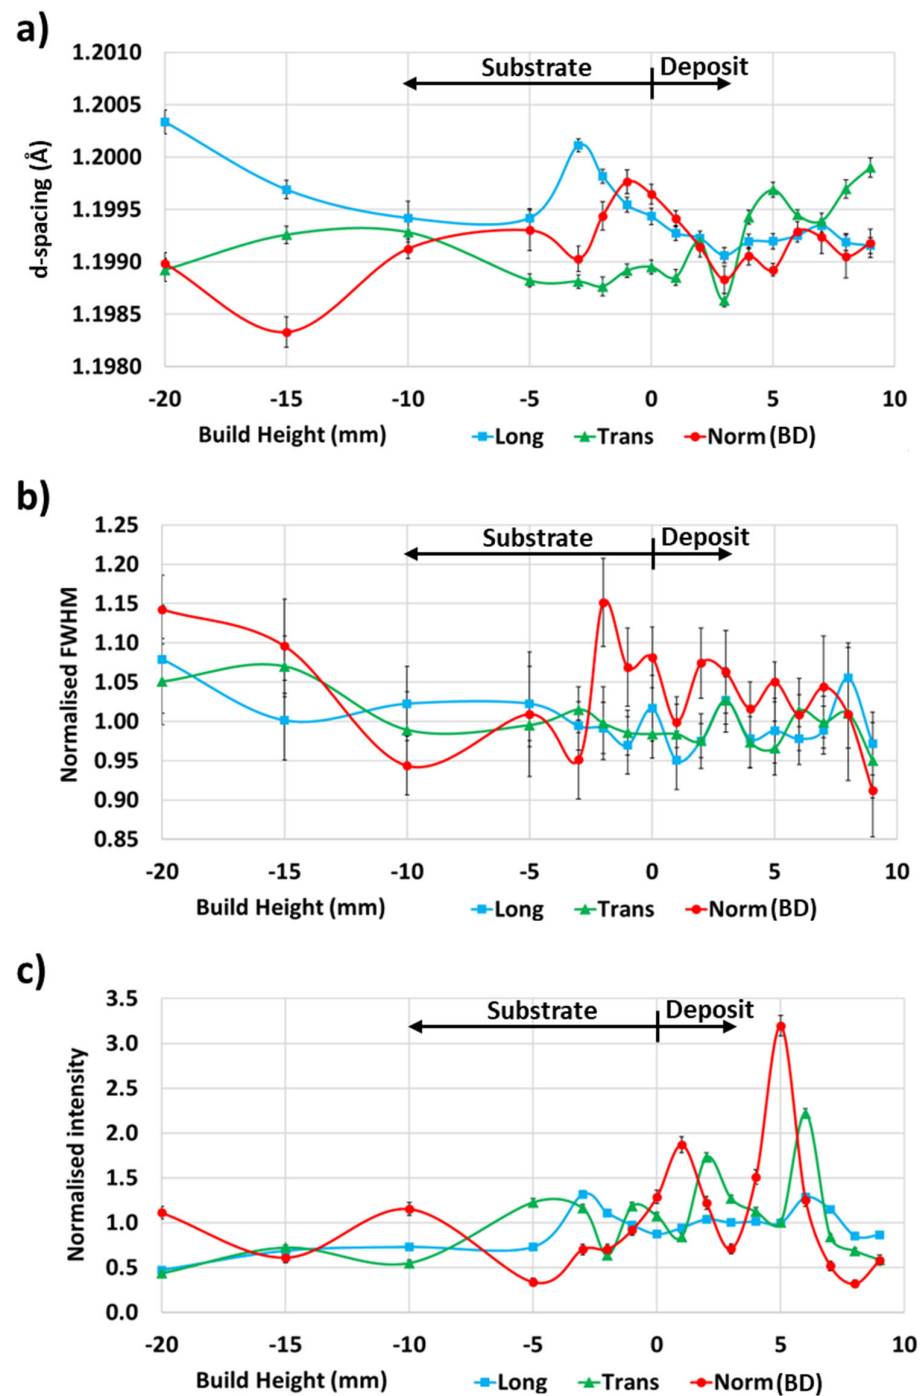 a)
Substrate Deposit
d-spacing (Å)
1.2010
1.2005
1.2000
1.1995
1.1990
1.1985
1.1980
-20 -15 -10 -5 0 5 10
Build Height (mm) Long Trans Norm (BD)
b)
Substrate Deposit
Normalised FWHM
1.25
1.20
1.15
1.10
1.05
1.00
0.95
0.90
0.85
-20 -15 -10 -5 0 5 10
Build Height (mm) Long Trans Norm (BD)
c)
Substrate Deposit
Normalised intensity
3.5
3.0
2.5
2.0
1.5
1.0
0.5
0.0
-20 -15 -10 -5 0 5 10
Build Height (mm) Long Trans Norm (BD)